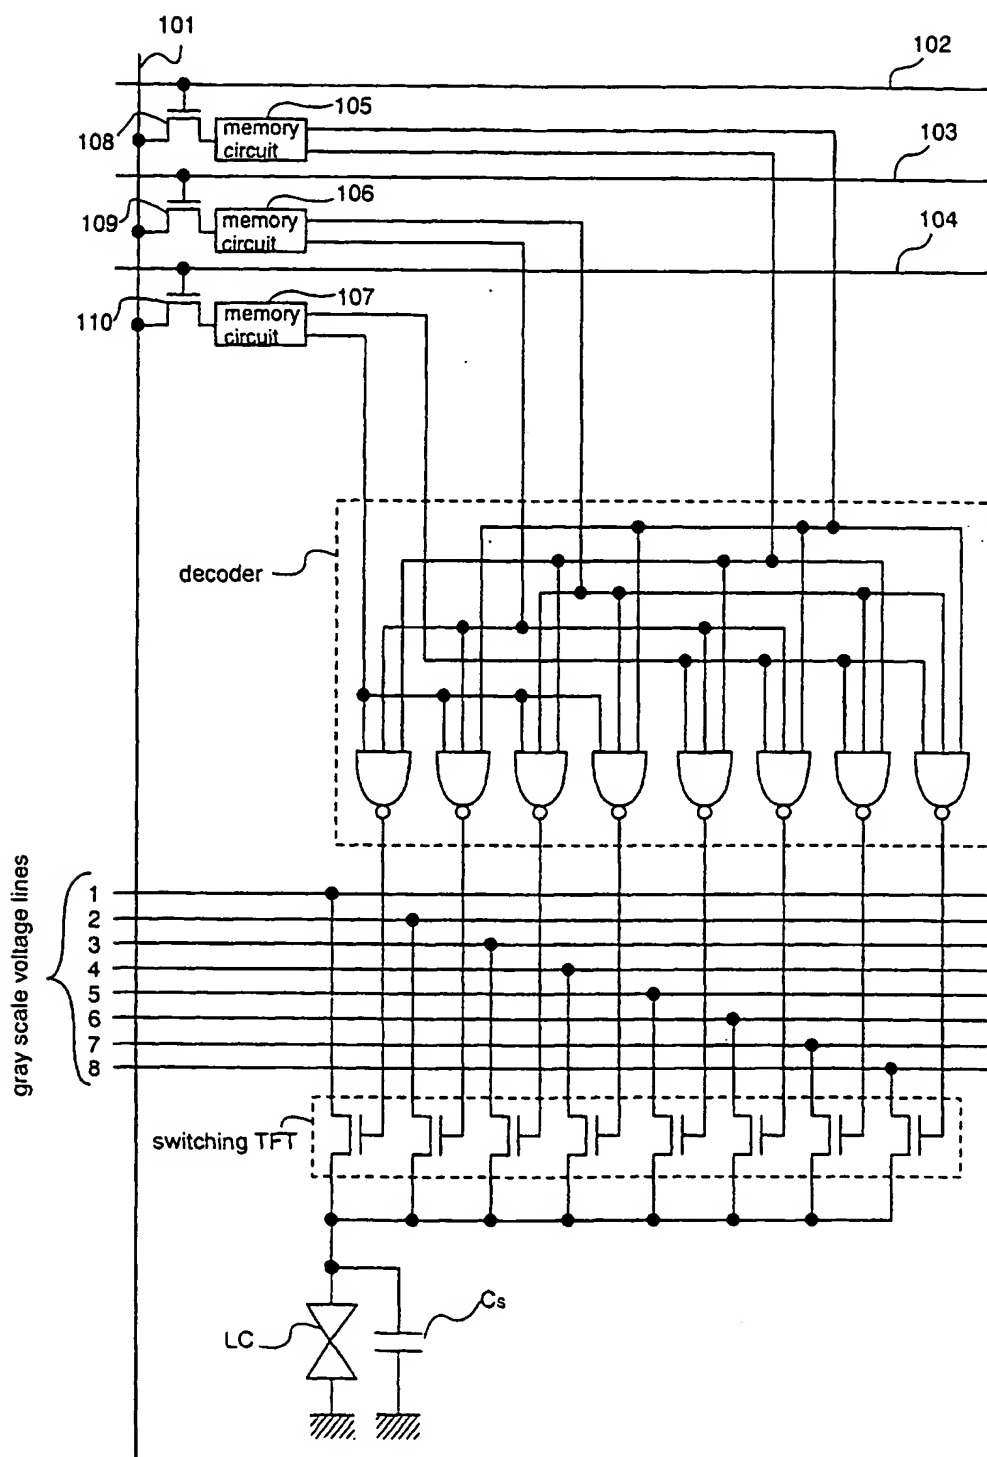 101
102
105
memory
circuit
108
103
106
memory
circuit
109
104
107
memory
circuit
110
decoder
gray scale voltage lines
1
2
3
4
5
6
7
8
switching TFT
LC
Cs